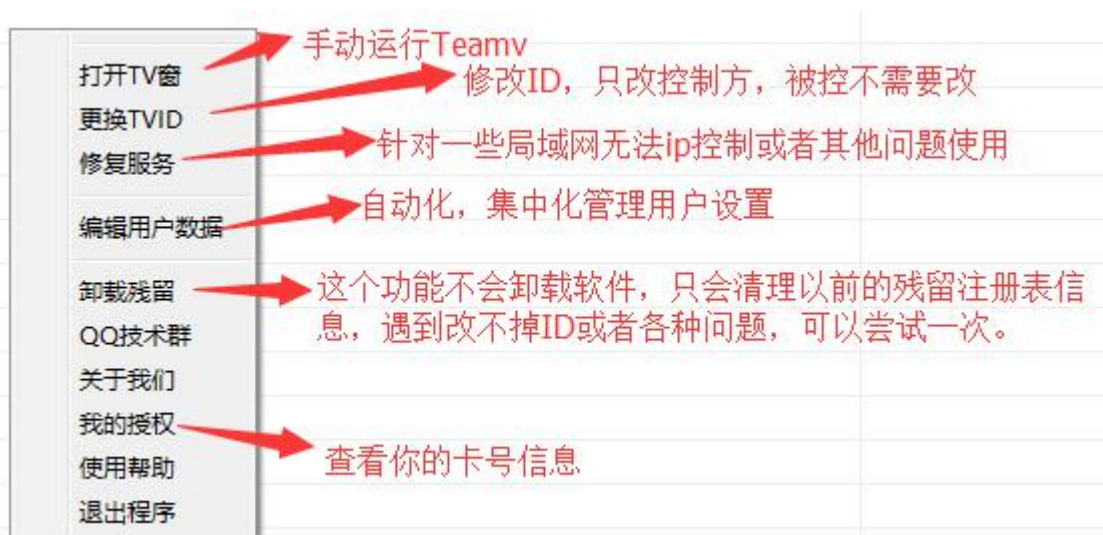 打开TV窗
手动运行Teamv
更换TVID
修改ID，只改控制方，被控不需要改
修复服务
针对一些局域网无法ip控制或者其他问题使用
编辑用户数据
自动化，集中化管理用户设置
卸载残留
这个功能不会卸载软件，只会清理以前的残留注册表信
息，遇到改不掉ID或者各种问题，可以尝试一次。
QQ技术群
关于我们
我的授权
查看你的卡号信息
使用帮助
退出程序